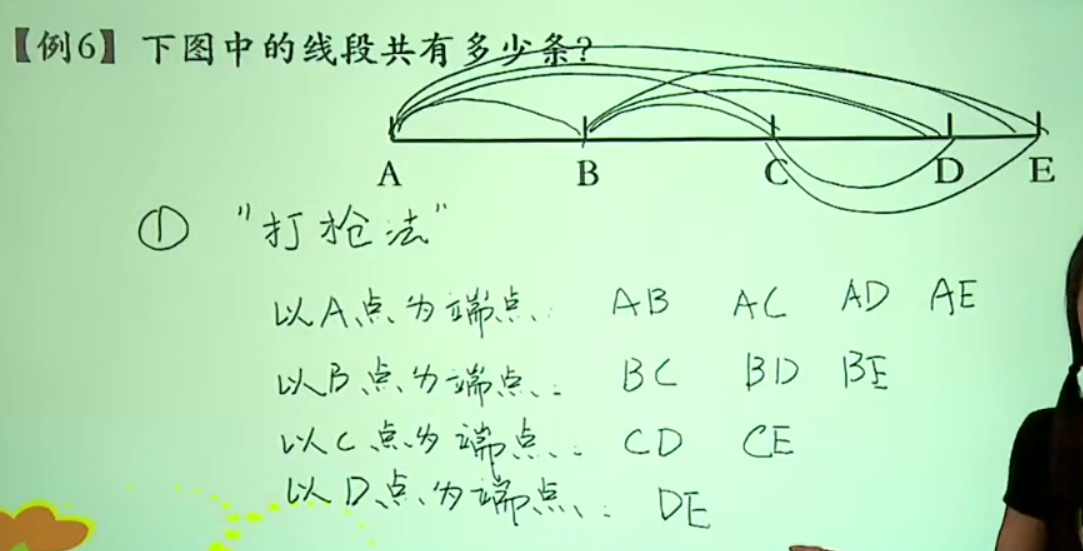 【例6】下图中的线段共有多少条?
A B C D E
① "打枪法"
以A点为端点: AB AC AD AE
以B点为端点: BC BD BE
以C点为端点: CD CE
以D点为端点: DE